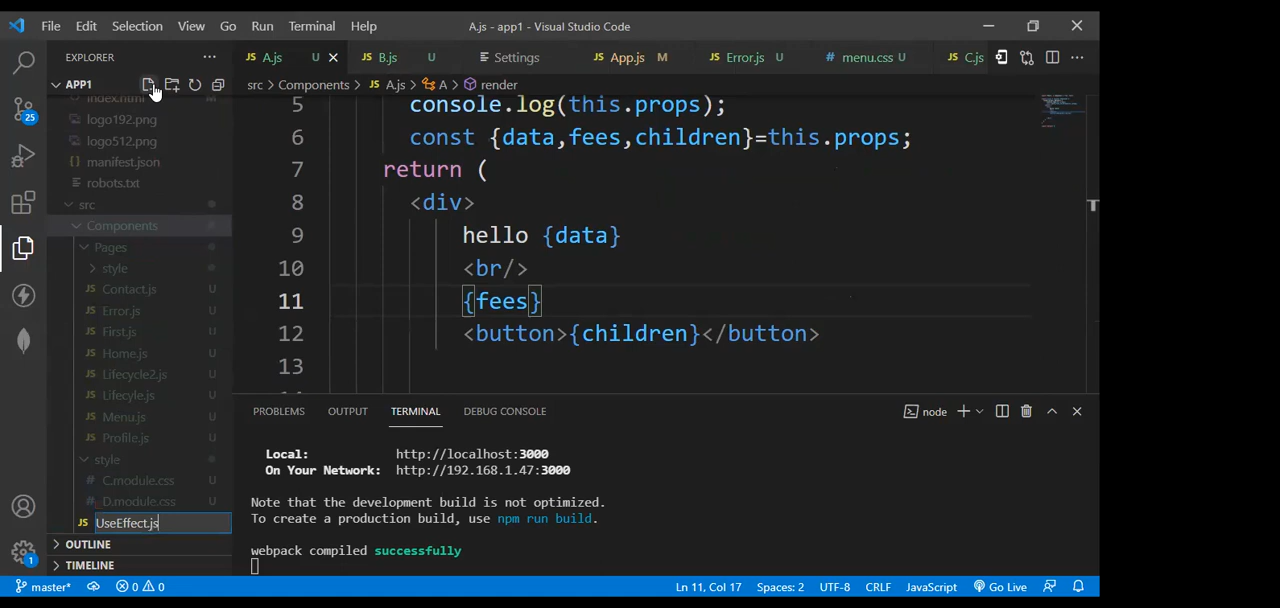 File Edit Selection View Go Run Terminal Help A.js - app1 - Visual Studio Code
EXPLORER
APP1
index.html M
logo192.png
logo512.png
manifest.json
robots.txt
src
Components
Pages
style
Contact.js U
Error.js U
First.js U
Home.js U
Lifecycle2.js U
Lifecyle.js U
Menu.js U
Profile.js U
style
C.module.css U
D.module.css U
UseEffect.js
OUTLINE
TIMELINE
A.js U B.js U Settings App.js M Error.js U menu.css U C.js
src > Components > A.js > A > render
5 console.log(this.props);
6 const {data,fees,children}=this.props;
7 return (
8 <div>
9 hello {data}
10 <br/>
11 {fees}
12 <button>{children}</button>
13
PROBLEMS OUTPUT TERMINAL DEBUG CONSOLE node
Local: http://localhost:3000
On Your Network: http://192.168.1.47:3000
Note that the development build is not optimized.
To create a production build, use npm run build.
webpack compiled successfully
25
1
master* 0 0 Ln 11, Col 17 Spaces: 2 UTF-8 CRLF JavaScript Go Live